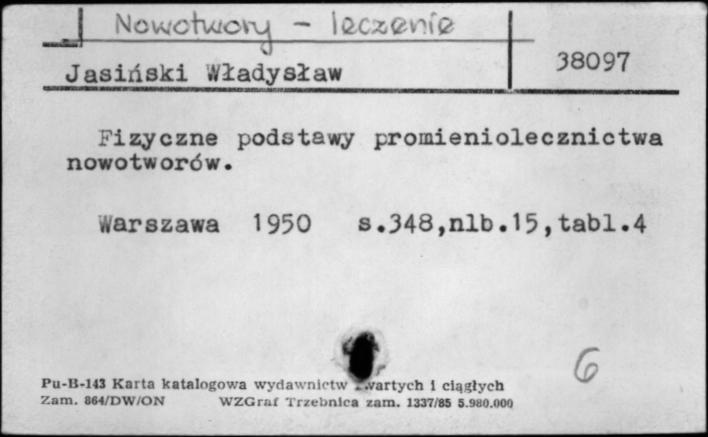 Nowotwory - leczenie
Jasiński Władysław
38097
Fizyczne podstawy promieniolecznictwa
nowotworów.
Warszawa 1950 s.348,nlb.15,tabl.4
6
Pu-B-143 Karta katalogowa wydawnictw zwartych i ciągłych
Zam. 864/DW/ON WZGraf Trzebnica zam. 1337/85 5.980.000